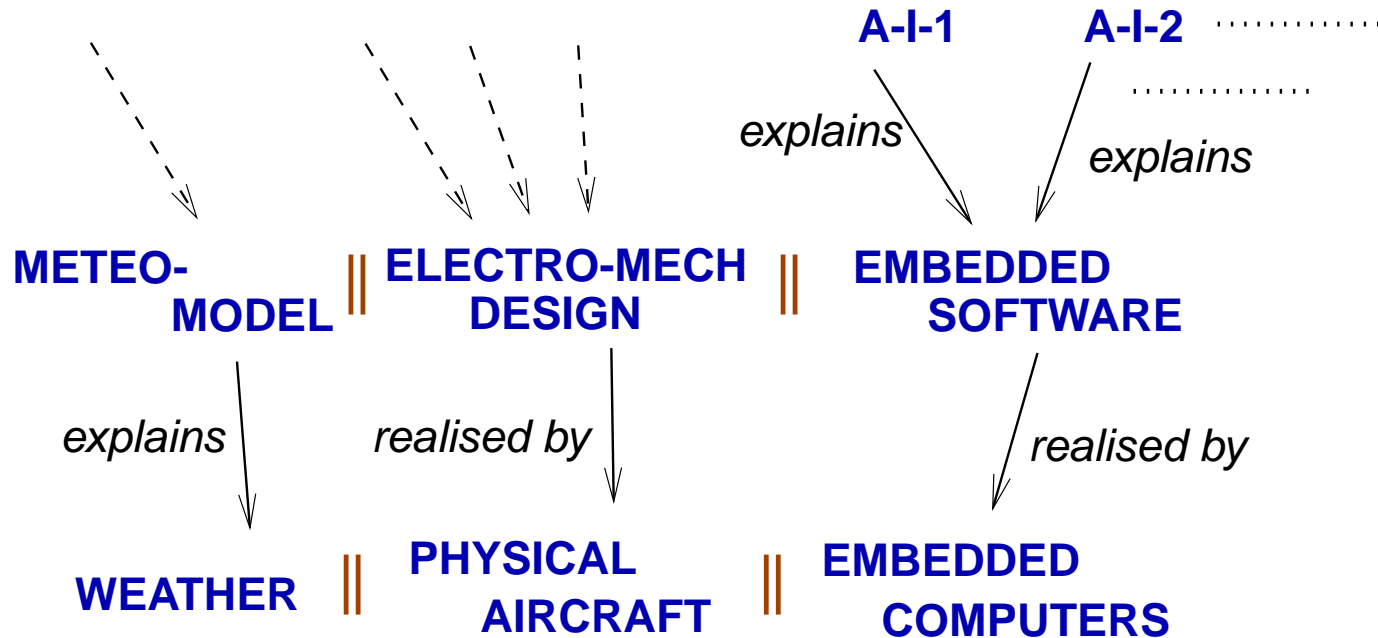 A-I-1 A-I-2
explains
explains
METEO-
MODEL
||
ELECTRO-MECH
DESIGN
||
EMBEDDED
SOFTWARE
explains
realised by
realised by
WEATHER
||
PHYSICAL
AIRCRAFT
||
EMBEDDED
COMPUTERS